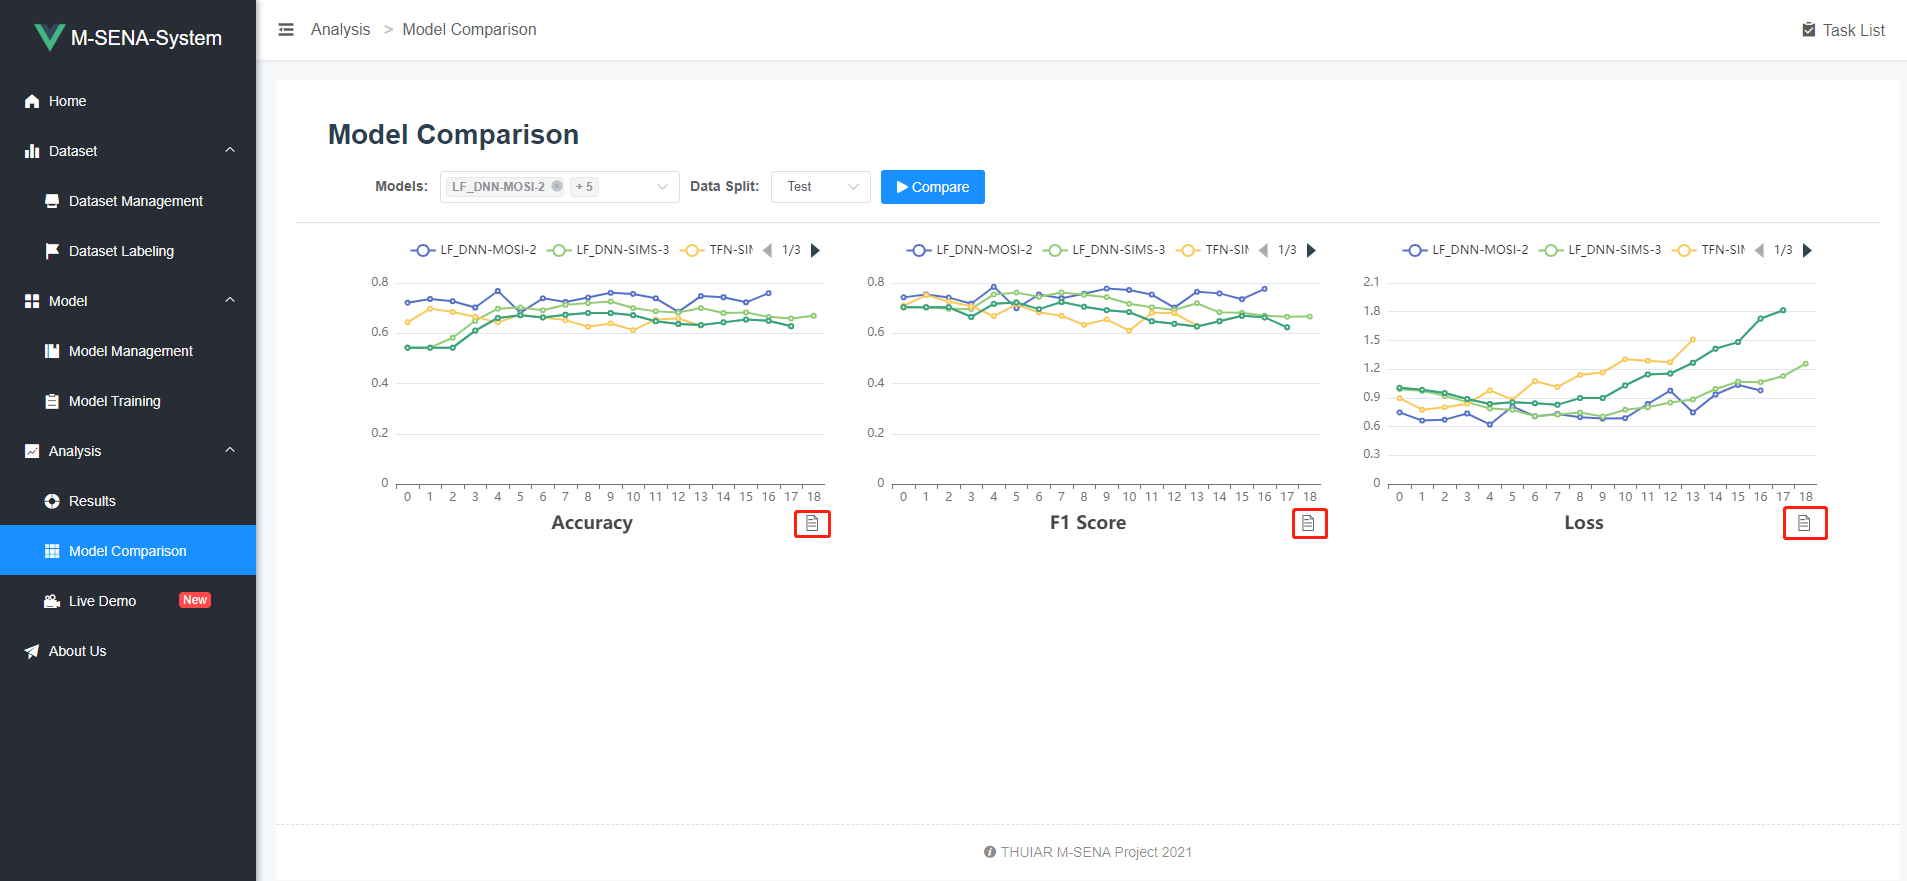 M-SENA-System
Analysis > Model Comparison
Task List
Home
Dataset
Dataset Management
Dataset Labeling
Model
Model Management
Model Training
Analysis
Results
Model Comparison
Live Demo New
About Us
Model Comparison
Models: LF_DNN-MOSI-2 + 5 Data Split: Test Compare
LF_DNN-MOSI-2 LF_DNN-SIMS-3 TFN-SIM 1/3
0.8
0.6
0.4
0.2
0
0 1 2 3 4 5 6 7 8 9 10 11 12 13 14 15 16 17 18
Accuracy
LF_DNN-MOSI-2 LF_DNN-SIMS-3 TFN-SIM 1/3
0.8
0.6
0.4
0.2
0
0 1 2 3 4 5 6 7 8 9 10 11 12 13 14 15 16 17 18
F1 Score
LF_DNN-MOSI-2 LF_DNN-SIMS-3 TFN-SIM 1/3
2.1
1.8
1.5
1.2
0.9
0.6
0.3
0
0 1 2 3 4 5 6 7 8 9 10 11 12 13 14 15 16 17 18
Loss
THUIAR M-SENA Project 2021